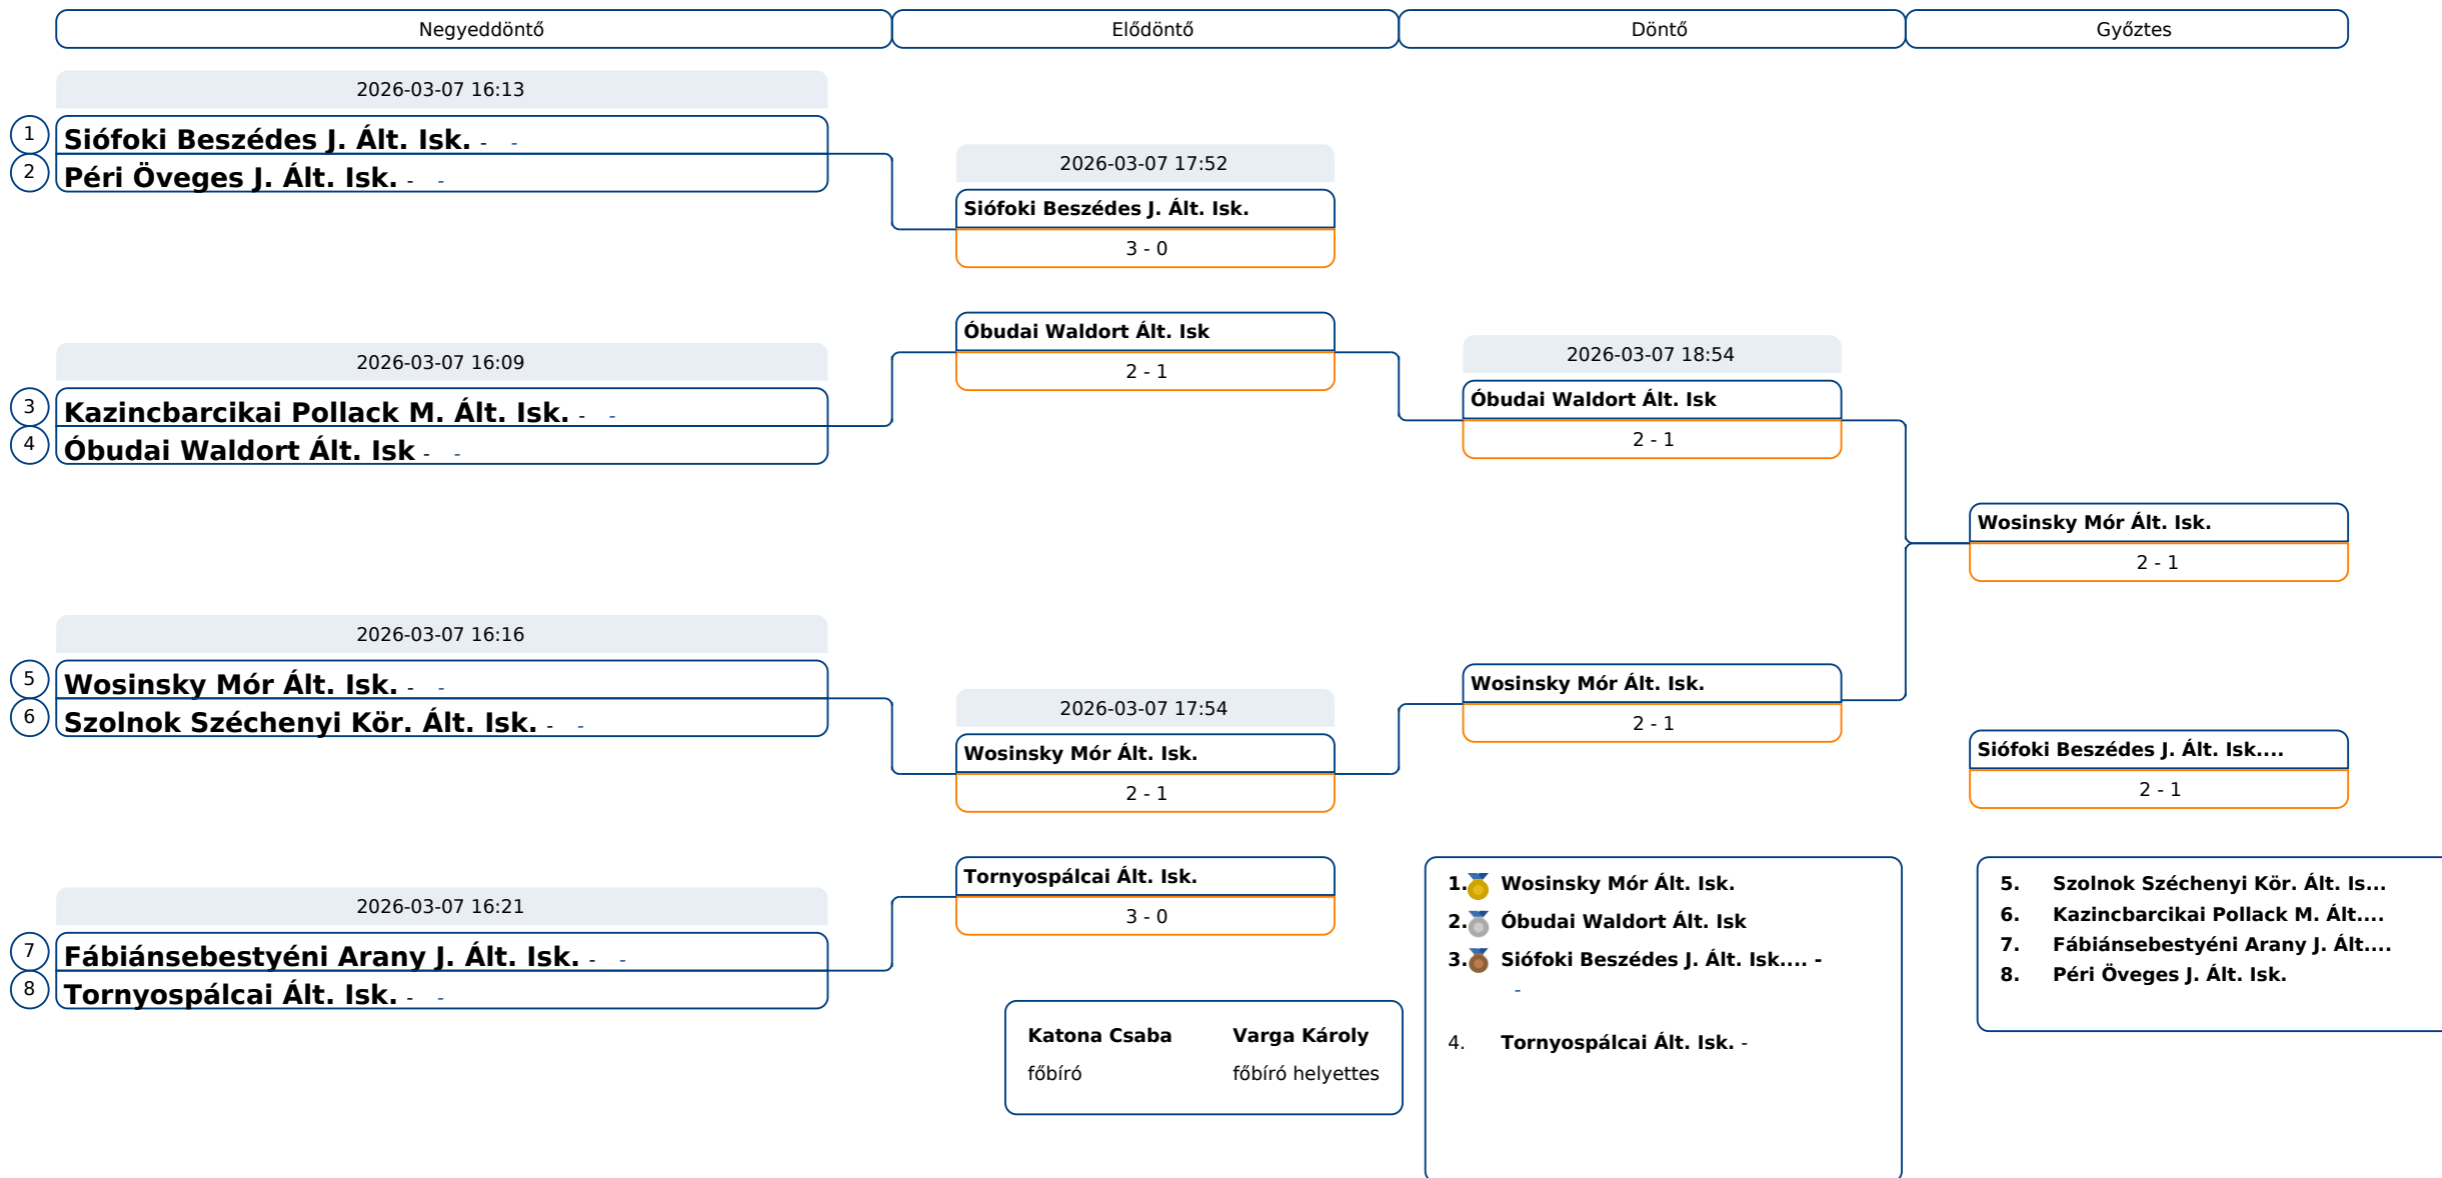 Negyeddöntő Elődöntő Döntő Győztes
2026-03-07 16:13
1 Siófoki Beszédes J. Ált. Isk. - -
2 Péri Öveges J. Ált. Isk. - -
2026-03-07 17:52
Siófoki Beszédes J. Ált. Isk.
3 - 0
Óbudai Waldort Ált. Isk
2 - 1
2026-03-07 16:09
3 Kazincbarcikai Pollack M. Ált. Isk. - -
4 Óbudai Waldort Ált. Isk - -
2026-03-07 18:54
Óbudai Waldort Ált. Isk
2 - 1
Wosinsky Mór Ált. Isk.
2 - 1
2026-03-07 16:16
5 Wosinsky Mór Ált. Isk. - -
6 Szolnok Széchenyi Kör. Ált. Isk. - -
2026-03-07 17:54
Wosinsky Mór Ált. Isk.
2 - 1
Wosinsky Mór Ált. Isk.
2 - 1
Siófoki Beszédes J. Ált. Isk....
2 - 1
Tornyospálcai Ált. Isk.
3 - 0
2026-03-07 16:21
7 Fábiánsebestyéni Arany J. Ált. Isk. - -
8 Tornyospálcai Ált. Isk. - -
Katona Csaba Varga Károly
főbíró főbíró helyettes
1. Wosinsky Mór Ált. Isk.
2. Óbudai Waldort Ált. Isk
3. Siófoki Beszédes J. Ált. Isk.... -
-
4. Tornyospálcai Ált. Isk. -
5. Szolnok Széchenyi Kör. Ált. Is...
6. Kazincbarcikai Pollack M. Ált....
7. Fábiánsebestyéni Arany J. Ált....
8. Péri Öveges J. Ált. Isk.